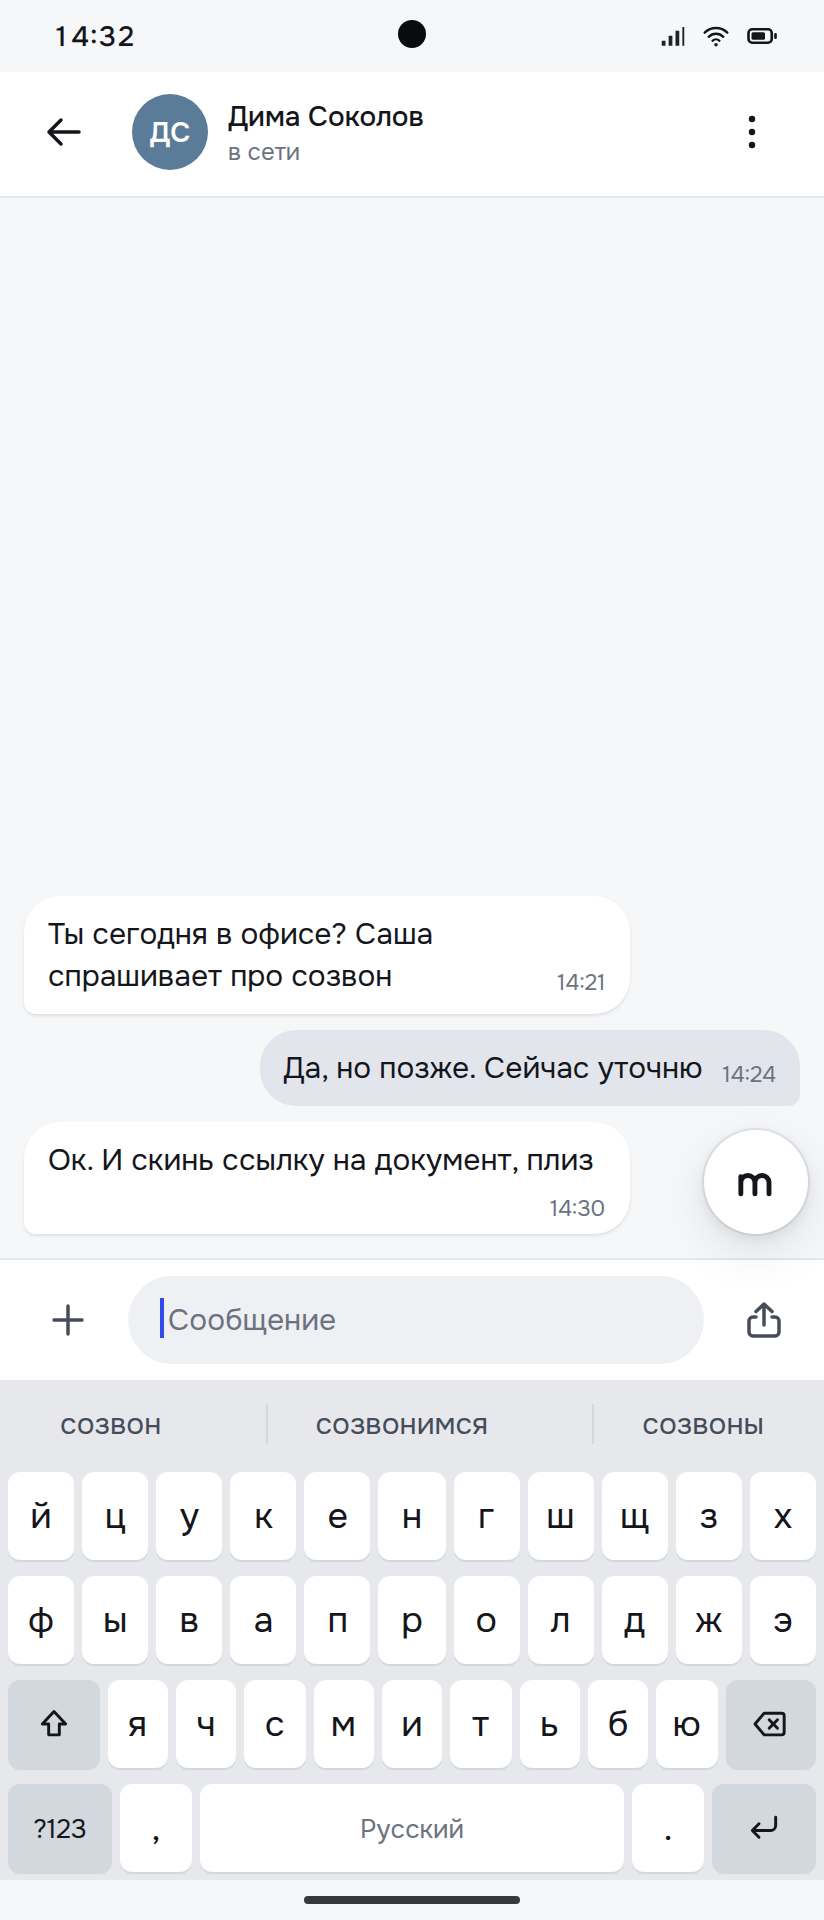 14:32
ДС
Дима Соколов
в сети
Ты сегодня в офисе? Саша
спрашивает про созвон 14:21
Да, но позже. Сейчас уточню 14:24
Ок. И скинь ссылку на документ, плиз
14:30
m
Сообщение
созвон созвонимся созвоны
й ц у к е н г ш щ з х
ф ы в а п р о л д ж э
я ч с м и т ь б ю
?123 , Русский .